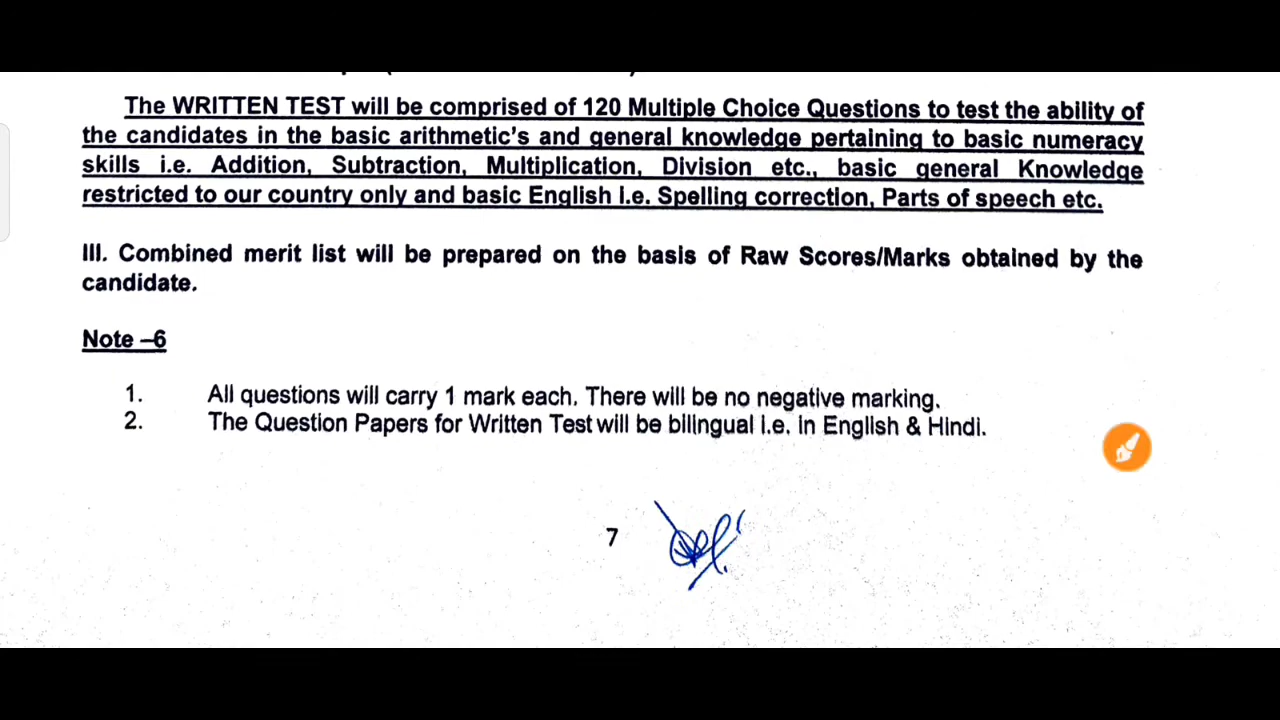 The WRITTEN TEST will be comprised of 120 Multiple Choice Questions to test the ability of
the candidates in the basic arithmetic's and general knowledge pertaining to basic numeracy
skills i.e. Addition, Subtraction, Multiplication, Division etc., basic general Knowledge
restricted to our country only and basic English i.e. Spelling correction, Parts of speech etc.
III. Combined merit list will be prepared on the basis of Raw Scores/Marks obtained by the
candidate.
Note –6
1. All questions will carry 1 mark each. There will be no negative marking.
2. The Question Papers for Written Test will be bilingual i.e. in English & Hindi.
7